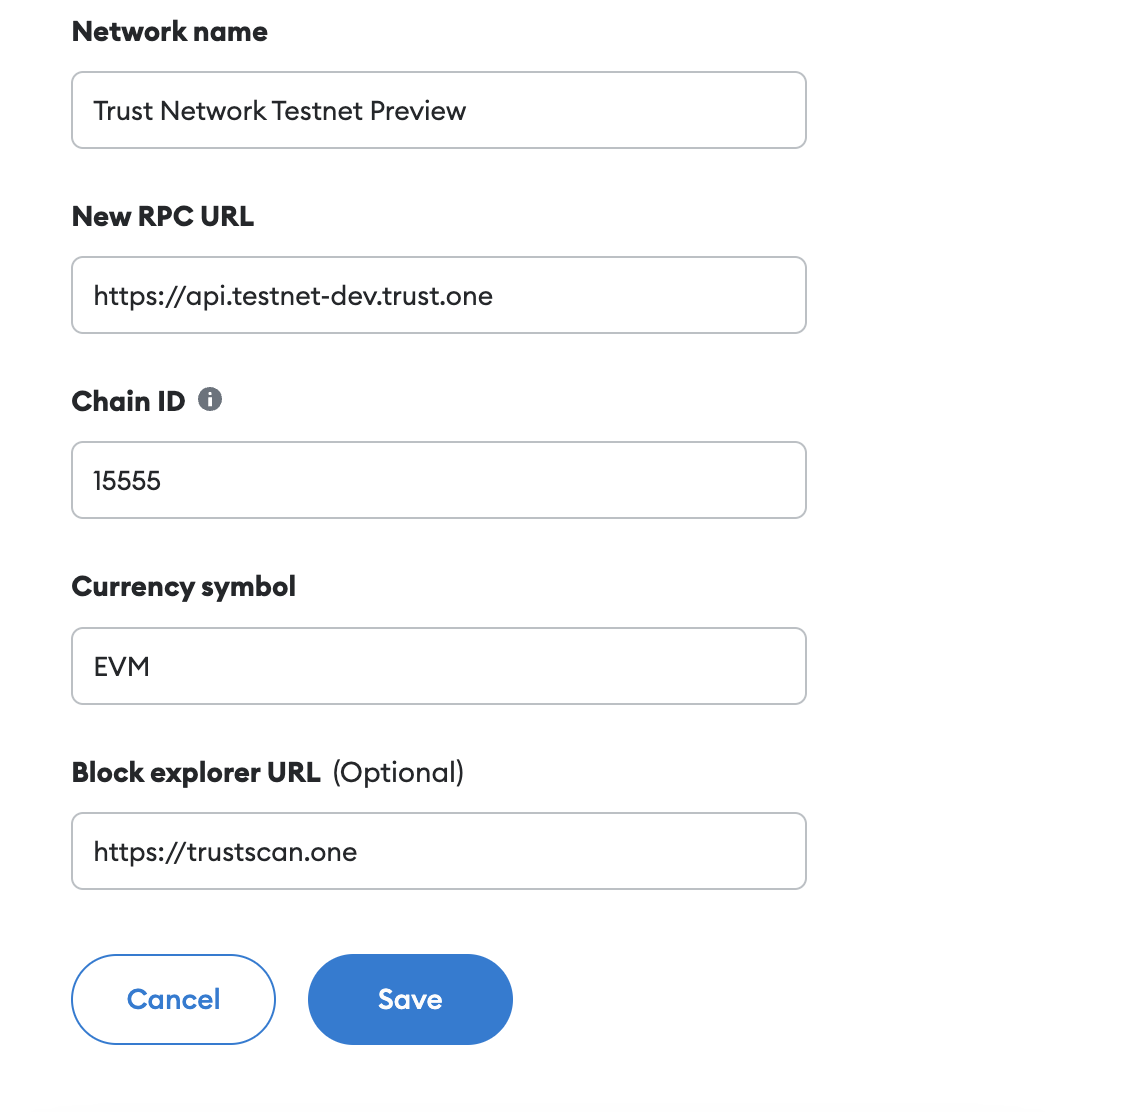 Network name
Trust Network Testnet Preview
New RPC URL
https://api.testnet-dev.trust.one
Chain ID
15555
Currency symbol
EVM
Block explorer URL (Optional)
https://trustscan.one
Cancel Save